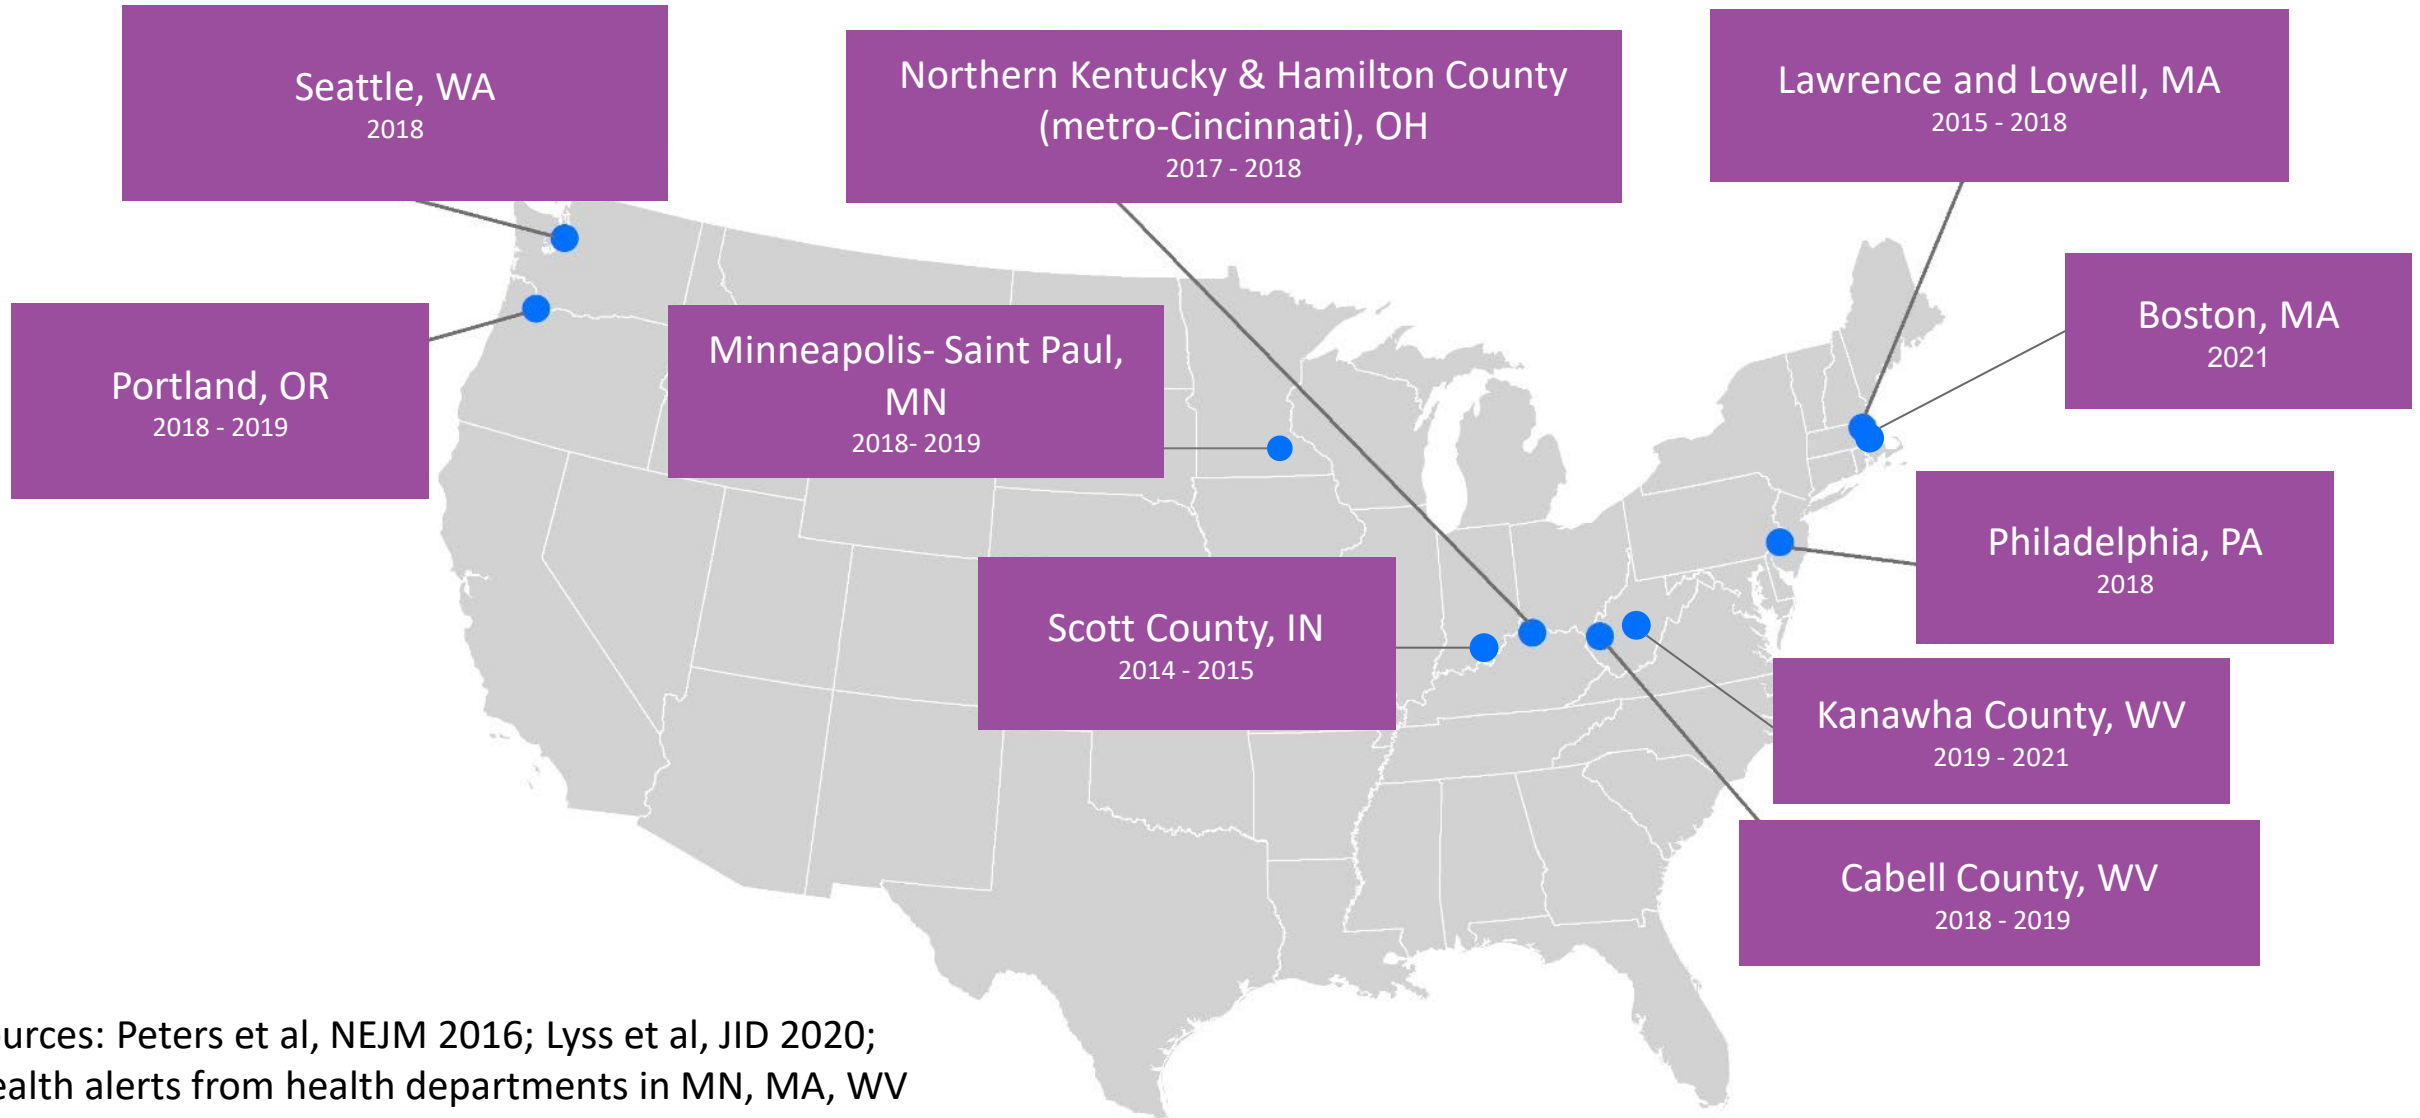 Seattle, WA
2018
Northern Kentucky & Hamilton County
(metro-Cincinnati), OH
2017 - 2018
Lawrence and Lowell, MA
2015 - 2018
Boston, MA
2021
Portland, OR
2018 - 2019
Minneapolis- Saint Paul,
MN
2018- 2019
Philadelphia, PA
2018
Scott County, IN
2014 - 2015
Kanawha County, WV
2019 - 2021
Cabell County, WV
2018 - 2019
urces: Peters et al, NEJM 2016; Lyss et al, JID 2020;
ealth alerts from health departments in MN, MA, WV